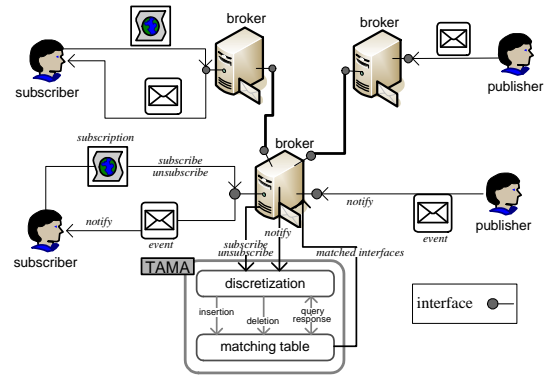 broker
broker
subscriber
publisher
subscription
subscribe
unsubscribe
broker
notify
event
notify
event
subscriber
publisher
subscribe
unsubscribe
notify
matched interfaces
TAMA
discretization
insertion
deletion
query
response
matching table
interface